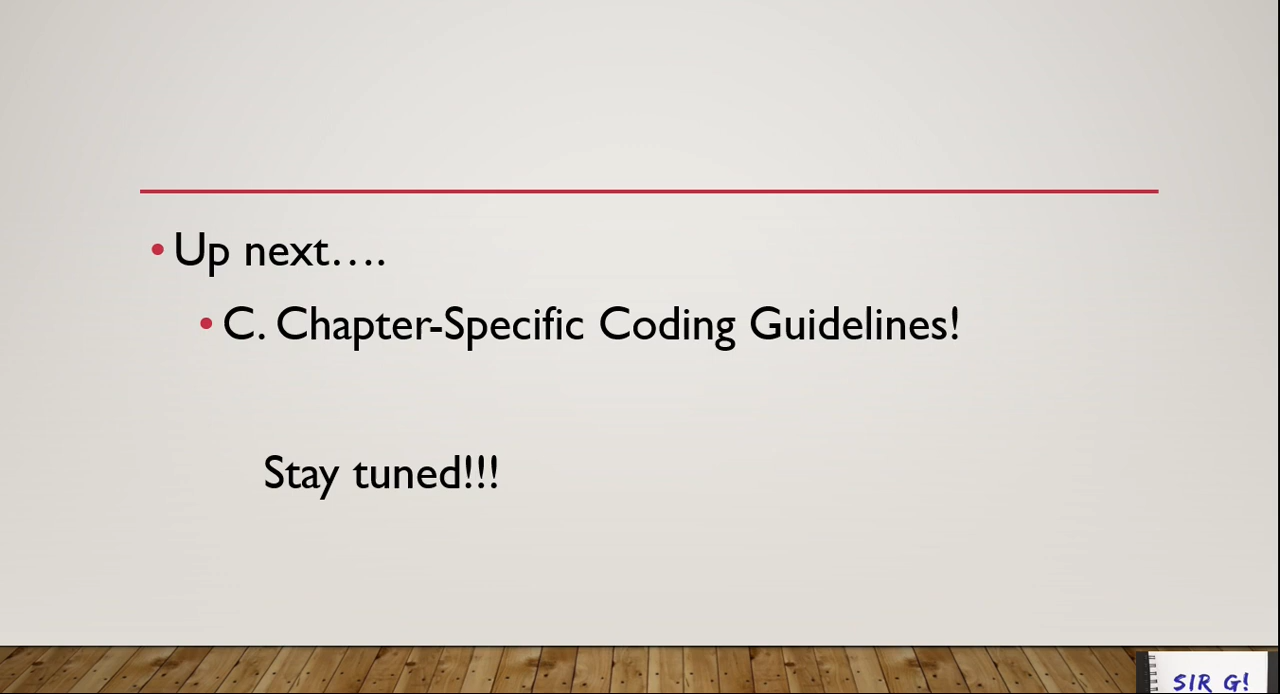 • Up next….
• C. Chapter-Specific Coding Guidelines!
Stay tuned!!!
SIR G!